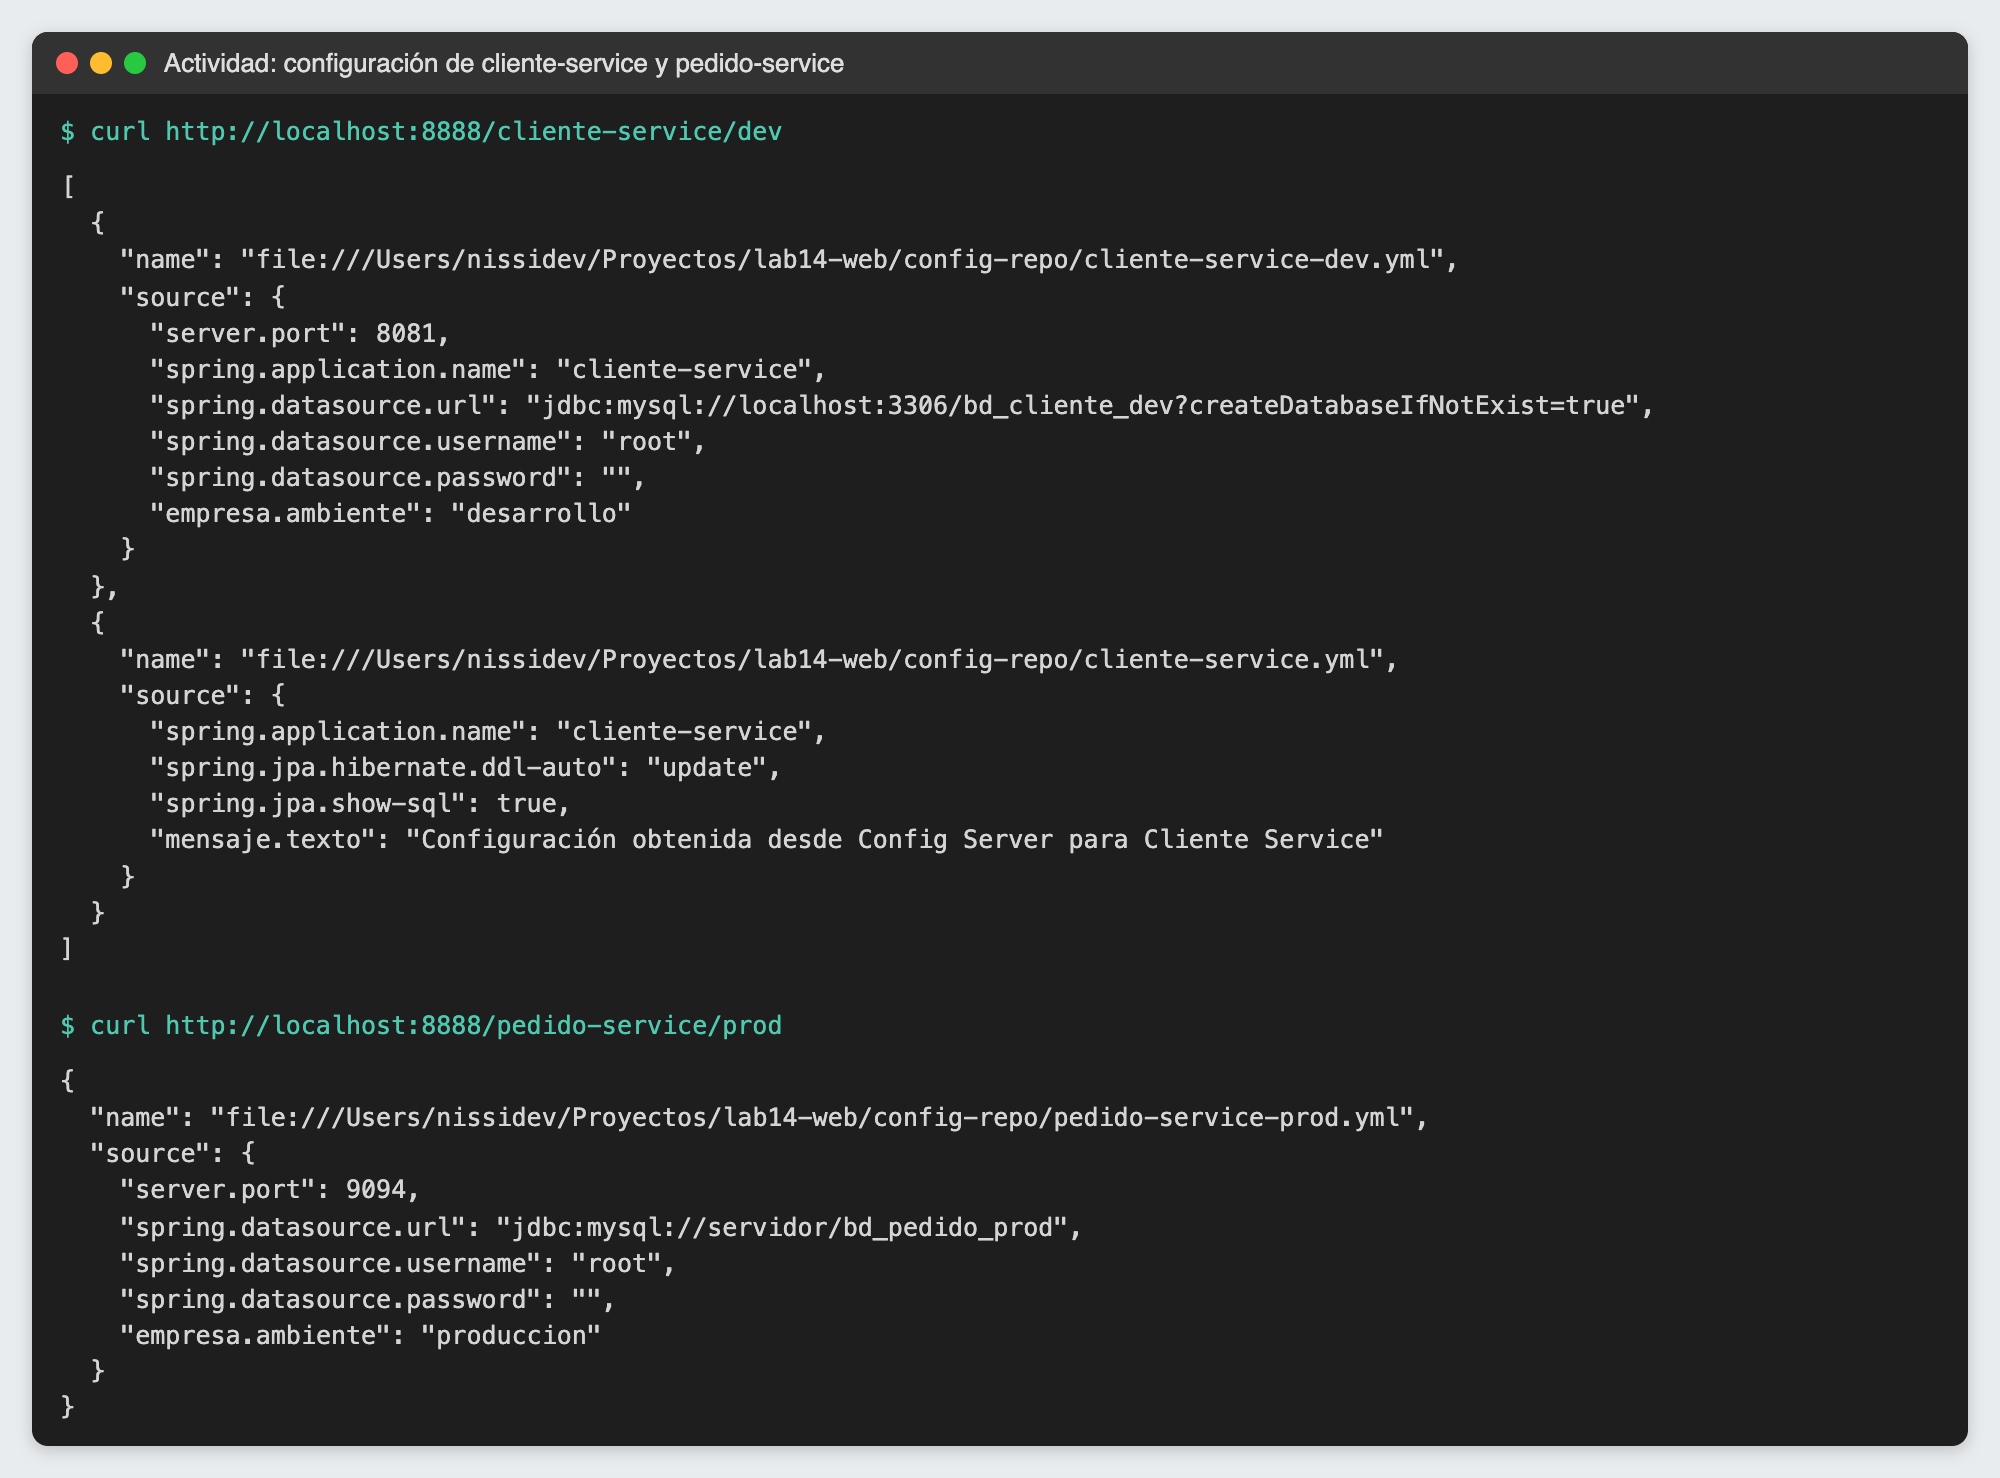 Actividad: configuración de cliente-service y pedido-service
$ curl http://localhost:8888/cliente-service/dev
[
  {
    "name": "file:///Users/nissidev/Proyectos/lab14-web/config-repo/cliente-service-dev.yml",
    "source": {
      "server.port": 8081,
      "spring.application.name": "cliente-service",
      "spring.datasource.url": "jdbc:mysql://localhost:3306/bd_cliente_dev?createDatabaseIfNotExist=true",
      "spring.datasource.username": "root",
      "spring.datasource.password": "",
      "empresa.ambiente": "desarrollo"
    }
  },
  {
    "name": "file:///Users/nissidev/Proyectos/lab14-web/config-repo/cliente-service.yml",
    "source": {
      "spring.application.name": "cliente-service",
      "spring.jpa.hibernate.ddl-auto": "update",
      "spring.jpa.show-sql": true,
      "mensaje.texto": "Configuración obtenida desde Config Server para Cliente Service"
    }
  }
]
$ curl http://localhost:8888/pedido-service/prod
{
  "name": "file:///Users/nissidev/Proyectos/lab14-web/config-repo/pedido-service-prod.yml",
  "source": {
    "server.port": 9094,
    "spring.datasource.url": "jdbc:mysql://servidor/bd_pedido_prod",
    "spring.datasource.username": "root",
    "spring.datasource.password": "",
    "empresa.ambiente": "produccion"
  }
}